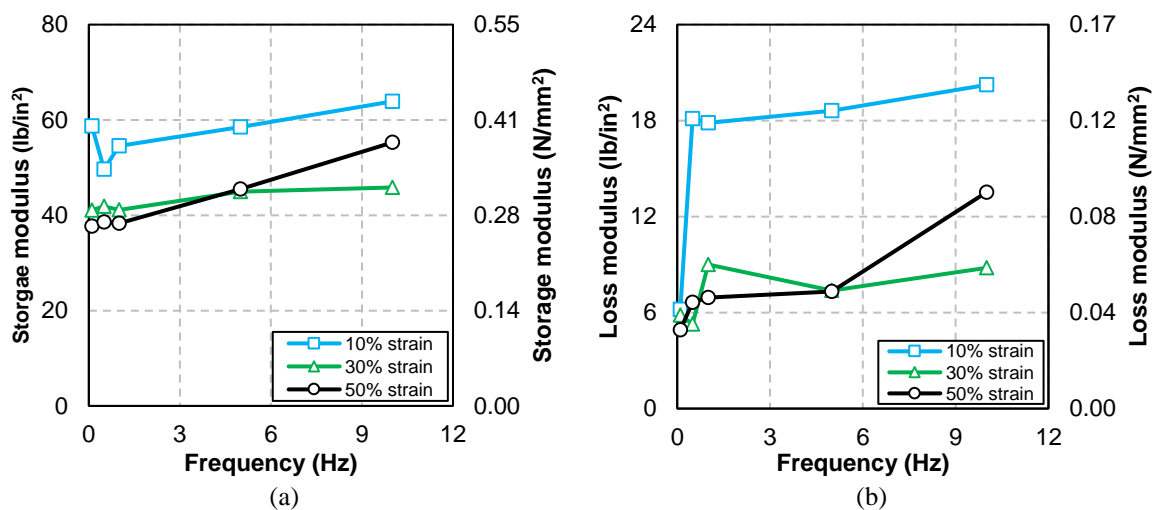 80
60
40
20
0
Storgae modulus (lb/in²)
0.55
0.41
0.28
0.14
0.00
Storage modulus (N/mm²)
10% strain
30% strain
50% strain
0 3 6 9 12
Frequency (Hz)
(a)
24
18
12
6
0
Loss modulus (lb/in²)
0.17
0.12
0.08
0.04
0.00
Loss modulus (N/mm²)
10% strain
30% strain
50% strain
0 3 6 9 12
Frequency (Hz)
(b)